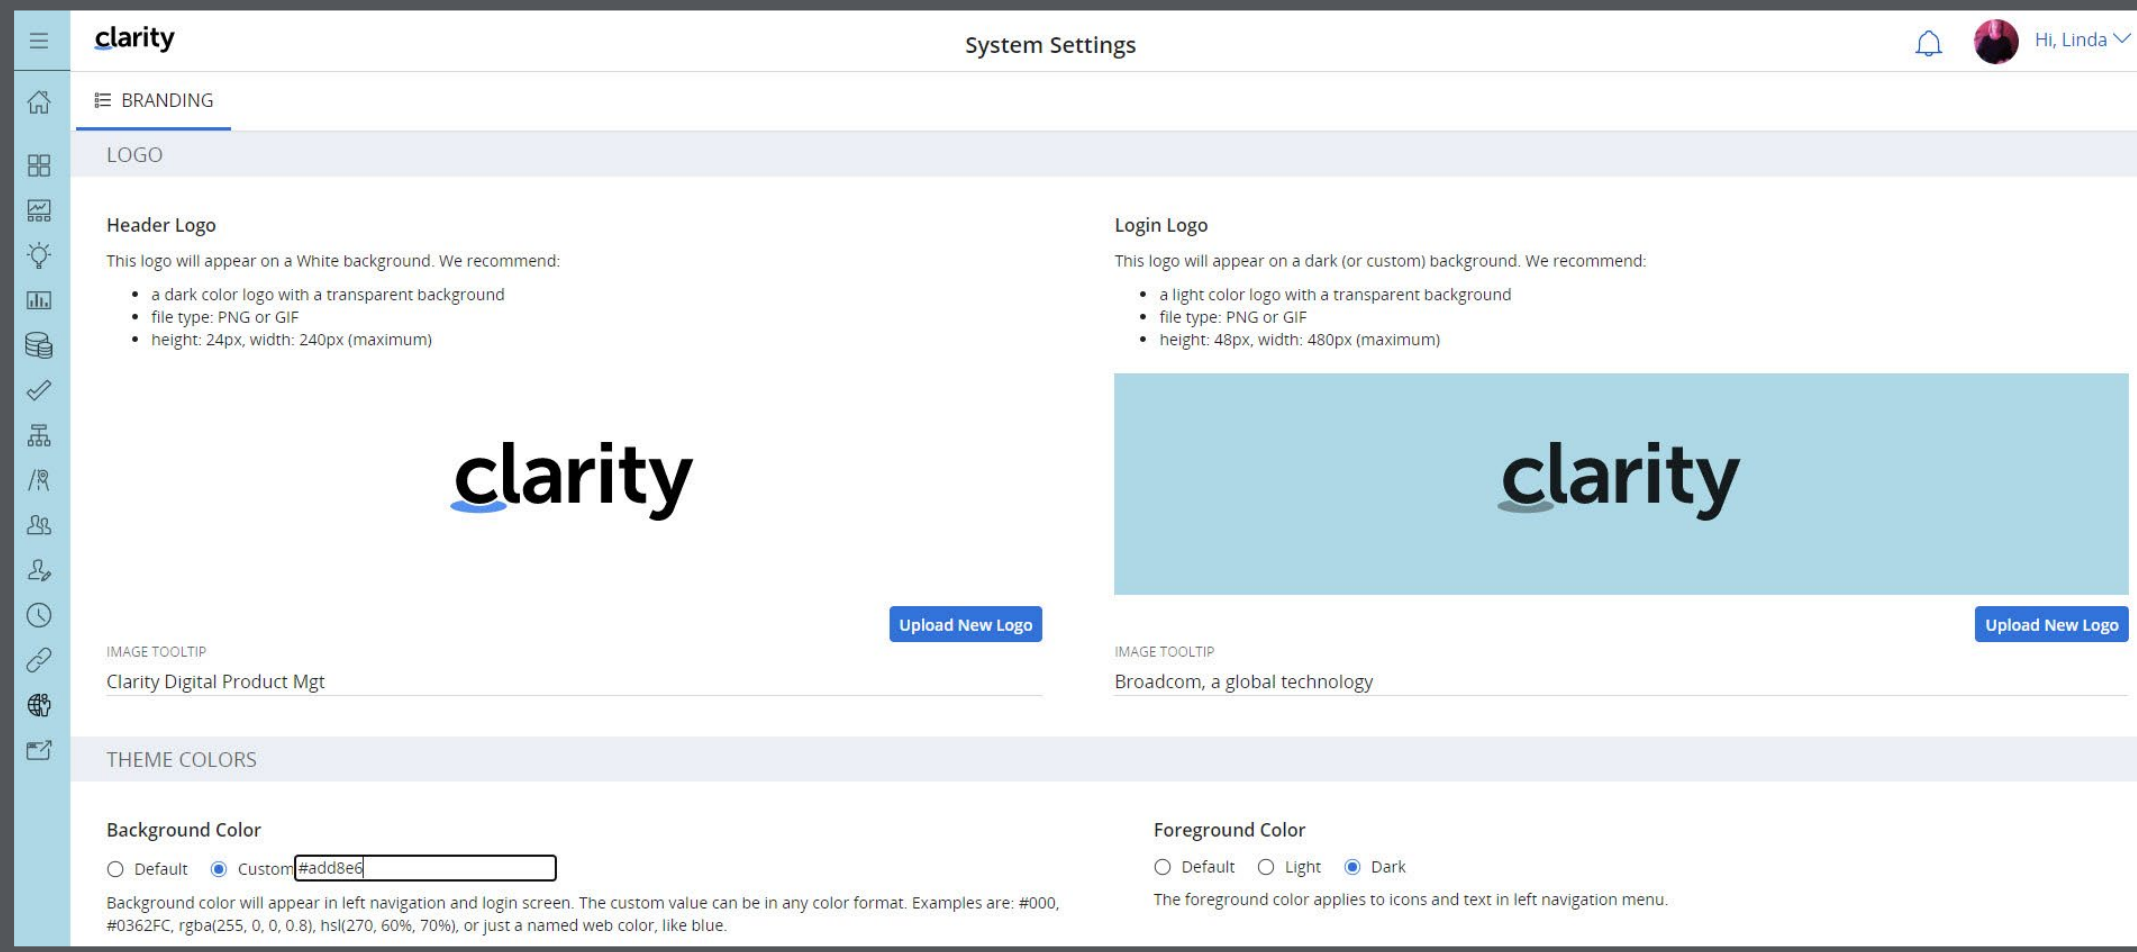 clarity
System Settings
Hi, Linda
BRANDING
LOGO
Header Logo
This logo will appear on a White background. We recommend:
• a dark color logo with a transparent background
• file type: PNG or GIF
• height: 24px, width: 240px (maximum)
clarity
Upload New Logo
IMAGE TOOLTIP
Clarity Digital Product Mgt
Login Logo
This logo will appear on a dark (or custom) background. We recommend:
• a light color logo with a transparent background
• file type: PNG or GIF
• height: 48px, width: 480px (maximum)
clarity
Upload New Logo
IMAGE TOOLTIP
Broadcom, a global technology
THEME COLORS
Background Color
Default Custom #add8e6
Background color will appear in left navigation and login screen. The custom value can be in any color format. Examples are: #000,
#0362FC, rgba(255, 0, 0, 0.8), hsl(270, 60%, 70%), or just a named web color, like blue.
Foreground Color
Default Light Dark
The foreground color applies to icons and text in left navigation menu.